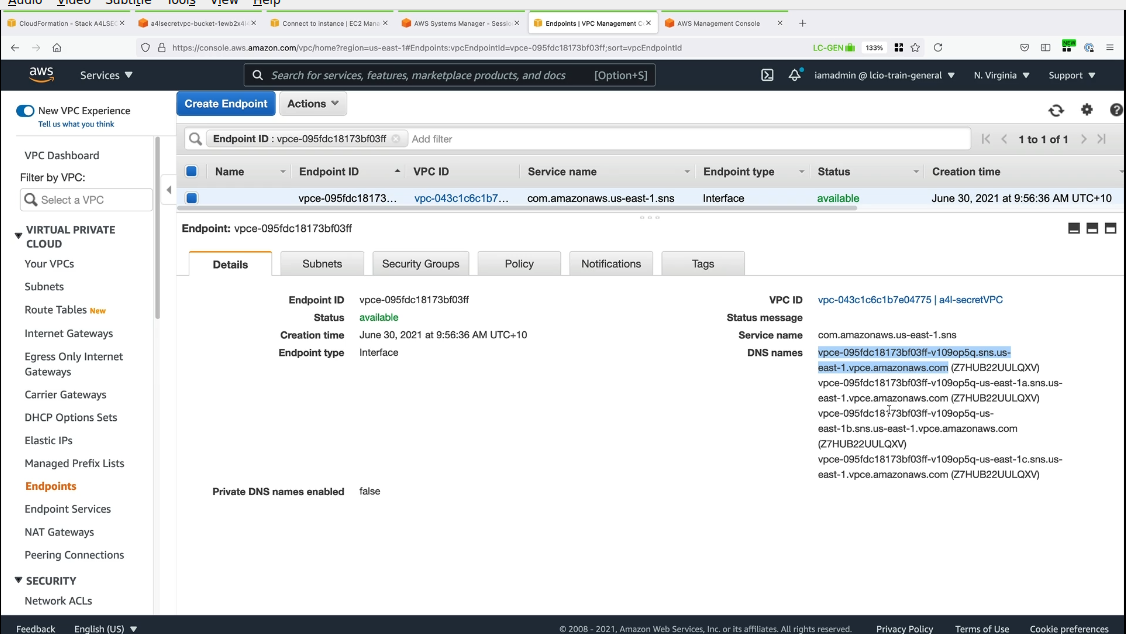 Audio Video Subtitle Tools View Help
CloudFormation - Stack A4LSEC
a4lsecretvpc-bucket-1ewb2x4
Connect to instance | EC2 Mana
AWS Systems Manager - Sessio
Endpoints | VPC Management C
AWS Management Console
https://console.aws.amazon.com/vpc/home?region=us-east-1#Endpoints:vpcEndpointId=vpce-095fdc18173bf03ff;sort=vpcEndpointId
LC-GEN
133%
NEW
aws
Services
Search for services, features, marketplace products, and docs [Option+S]
iamadmin @ lcio-train-general
N. Virginia
Support
New VPC Experience
Tell us what you think
Create Endpoint
Actions
Endpoint ID : vpce-095fdc18173bf03ff
Add filter
1 to 1 of 1
VPC Dashboard
Filter by VPC:
Select a VPC
Name Endpoint ID VPC ID Service name Endpoint type Status Creation time
vpce-095fdc18173... vpc-043c1c6c1b7... com.amazonaws.us-east-1.sns Interface available June 30, 2021 at 9:56:36 AM UTC+10
Endpoint: vpce-095fdc18173bf03ff
VIRTUAL PRIVATE
CLOUD
Your VPCs
Subnets
Route Tables New
Internet Gateways
Egress Only Internet
Gateways
Carrier Gateways
DHCP Options Sets
Elastic IPs
Managed Prefix Lists
Endpoints
Endpoint Services
NAT Gateways
Peering Connections
SECURITY
Network ACLs
Details Subnets Security Groups Policy Notifications Tags
Endpoint ID vpce-095fdc18173bf03ff
Status available
Creation time June 30, 2021 at 9:56:36 AM UTC+10
Endpoint type Interface
VPC ID vpc-043c1c6c1b7e04775 | a4l-secretVPC
Status message
Service name com.amazonaws.us-east-1.sns
DNS names vpce-095fdc18173bf03ff-v109op5q.sns.us-
east-1.vpce.amazonaws.com (Z7HUB22UULQXV)
vpce-095fdc18173bf03ff-v109op5q-us-east-1a.sns.us-
east-1.vpce.amazonaws.com (Z7HUB22UULQXV)
vpce-095fdc18173bf03ff-v109op5q-us-
east-1b.sns.us-east-1.vpce.amazonaws.com
(Z7HUB22UULQXV)
vpce-095fdc18173bf03ff-v109op5q-us-east-1c.sns.us-
east-1.vpce.amazonaws.com (Z7HUB22UULQXV)
Private DNS names enabled false
Feedback
English (US)
© 2008 - 2021, Amazon Web Services, Inc. or its affiliates. All rights reserved.
Privacy Policy
Terms of Use
Cookie preferences